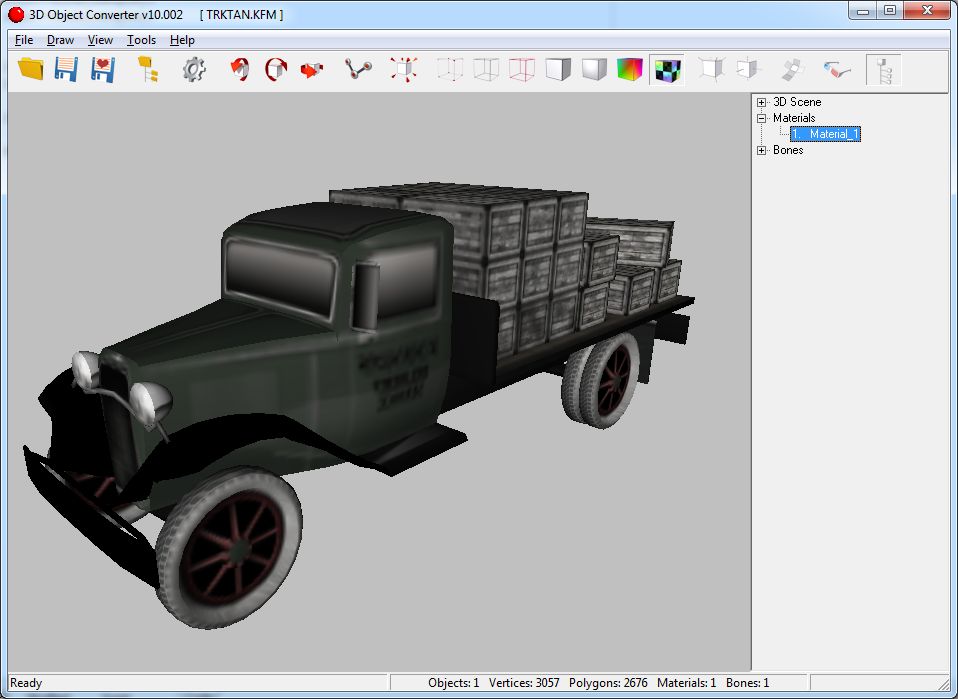 3D Object Converter v10.002 [ TRKTAN.KFM ]
File Draw View Tools Help
3D Scene
Materials
1. Material_1
Bones
Ready
Objects: 1 Vertices: 3057 Polygons: 2676 Materials: 1 Bones: 1